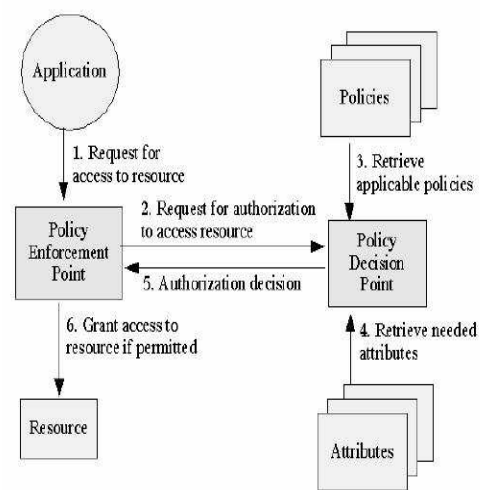 Application
Policies
1. Request for
access to resource
3. Retrieve
applicable policies
2. Request for authorization
to access resource
Policy
Enforcement
Point
Policy
Decision
Point
5. Authorization decision
6. Grant access to
resource if permitted
4. Retrieve needed
attributes
Resource
Attributes